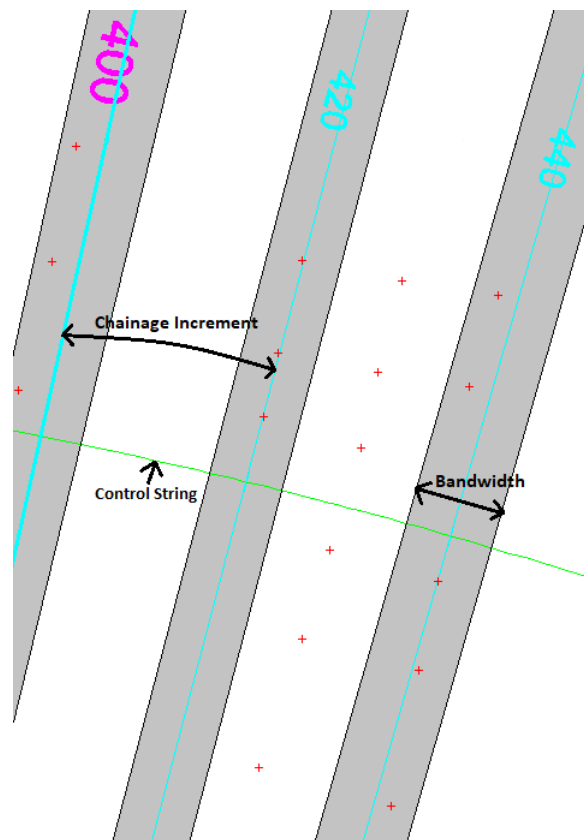 400
420
440
Chainage Increment
Bandwidth
Control String